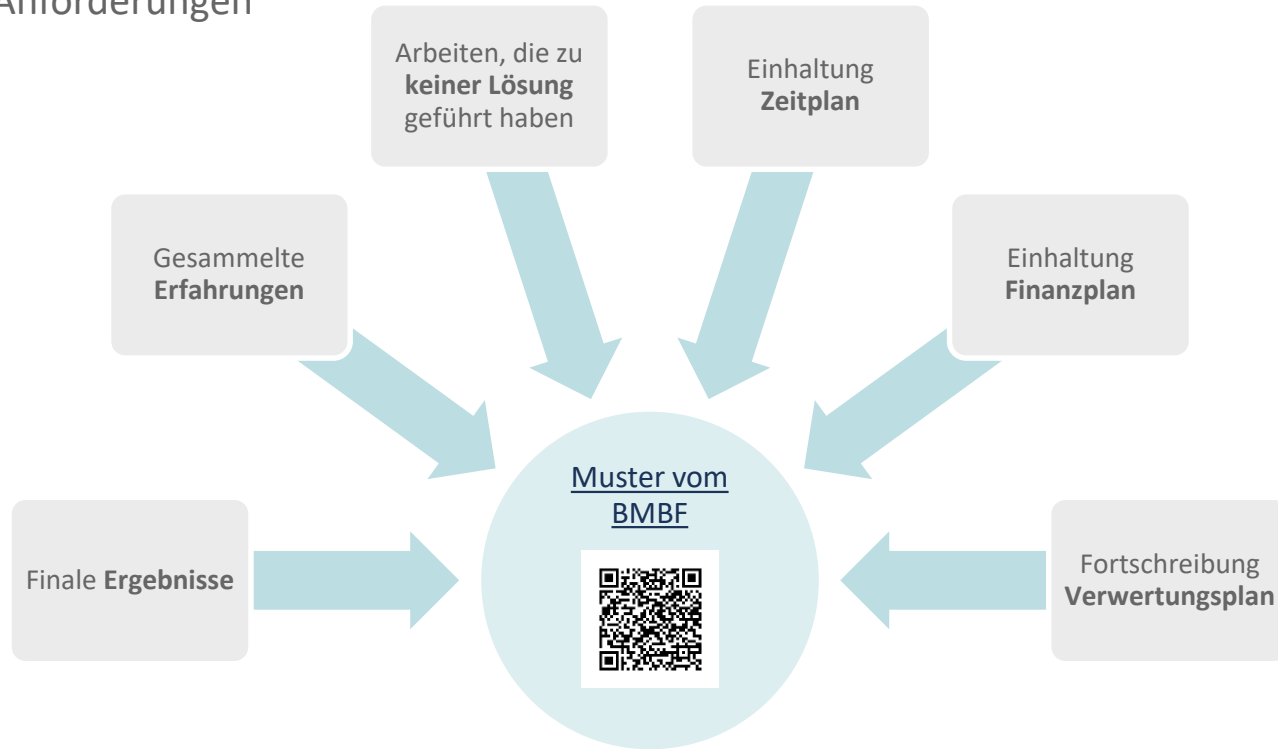 Anforderungen
Arbeiten, die zu
keiner Lösung
geführt haben
Einhaltung
Zeitplan
Gesammelte
Erfahrungen
Einhaltung
Finanzplan
Muster vom
BMBF
Finale Ergebnisse
Fortschreibung
Verwertungsplan